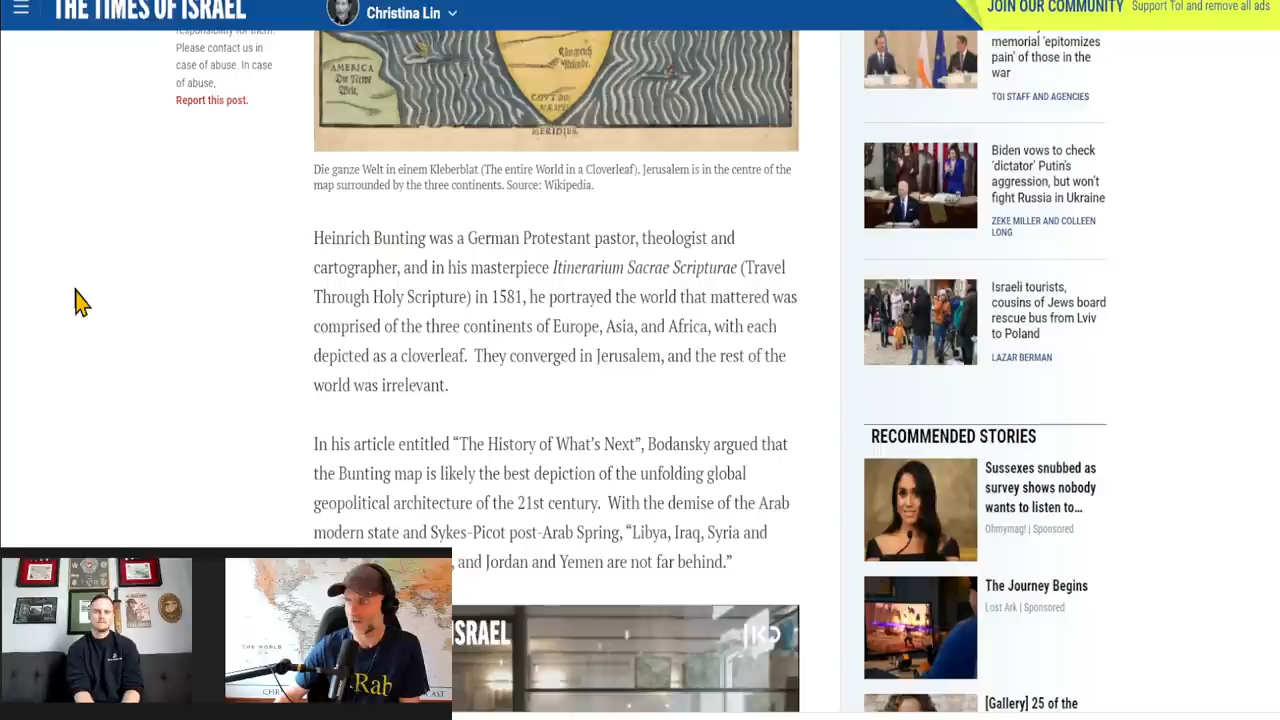 THE TIMES OF ISRAEL
Christina Lin
JOIN OUR COMMUNITY Support ToI and remove all ads
responsibility for them.
Please contact us in
case of abuse. In case
of abuse,
Report this post.
AMERICA
Die Nerve
Welt.
MERIDIES.
Die ganze Welt in einem Kleberblat (The entire World in a Cloverleaf). Jerusalem is in the centre of the
map surrounded by the three continents. Source: Wikipedia.
Heinrich Bunting was a German Protestant pastor, theologist and
cartographer, and in his masterpiece Itinerarium Sacrae Scripturae (Travel
Through Holy Scripture) in 1581, he portrayed the world that mattered was
comprised of the three continents of Europe, Asia, and Africa, with each
depicted as a cloverleaf. They converged in Jerusalem, and the rest of the
world was irrelevant.
In his article entitled “The History of What’s Next”, Bodansky argued that
the Bunting map is likely the best depiction of the unfolding global
geopolitical architecture of the 21st century. With the demise of the Arab
modern state and Sykes-Picot post-Arab Spring, “Libya, Iraq, Syria and
, and Jordan and Yemen are not far behind.”
ISRAEL
memorial ‘epitomizes
pain’ of those in the
war
TOI STAFF AND AGENCIES
Biden vows to check
‘dictator’ Putin’s
aggression, but won’t
fight Russia in Ukraine
ZEKE MILLER AND COLLEEN
LONG
Israeli tourists,
cousins of Jews board
rescue bus from Lviv
to Poland
LAZAR BERMAN
RECOMMENDED STORIES
Sussexes snubbed as
survey shows nobody
wants to listen to…
Ohmymag! | Sponsored
The Journey Begins
Lost Ark | Sponsored
[Gallery] 25 of the
THE WORLD
CHR
CAST
Rab